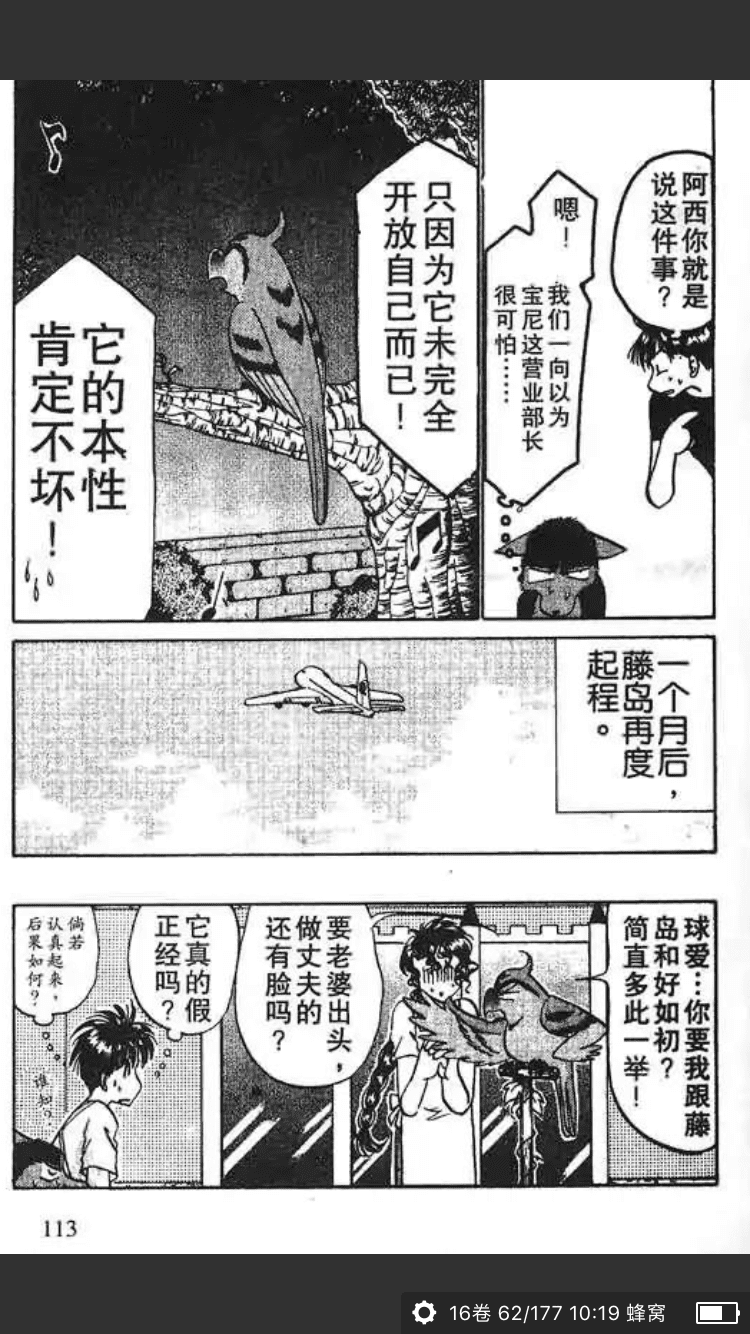 阿西你就是
说这件事？
嗯！
我们一向以为
宝尼这营业部长
很可怕……
只因为它未完全
开放自己而已！
它的本性
肯定不坏！
一个月后，
藤岛再度
起程。
球爱…你要我跟藤
岛和好如初？
简直多此一举！
要老婆出头，
做丈夫的
还有脸吗？
它真的假
正经吗？
倘若
认真起来，
后果如何？
谁知？
113
16卷 62/177 10:19 蜂窝